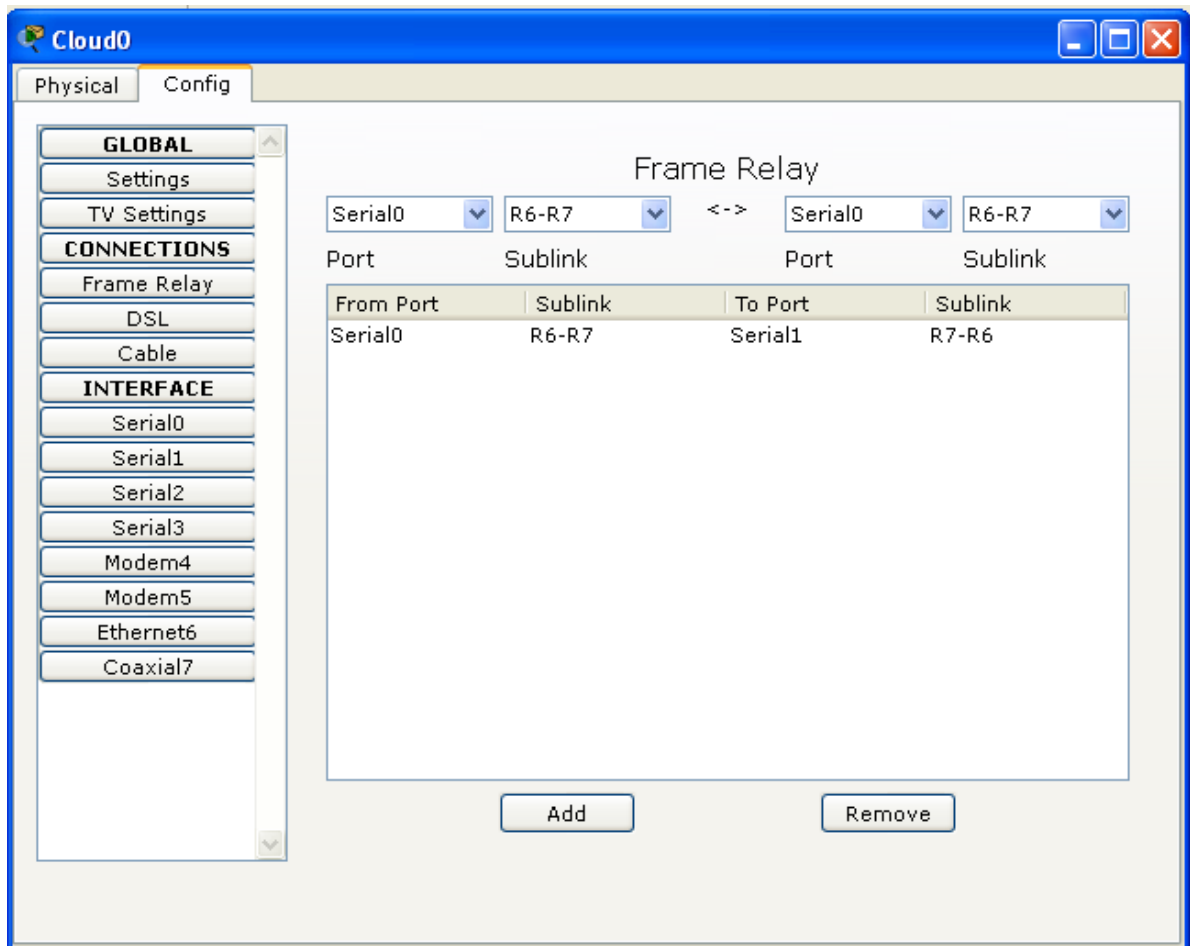 Cloud0
Physical Config
GLOBAL
Settings
TV Settings
CONNECTIONS
Frame Relay
DSL
Cable
INTERFACE
Serial0
Serial1
Serial2
Serial3
Modem4
Modem5
Ethernet6
Coaxial7
Frame Relay
Serial0 R6-R7 <-> Serial0 R6-R7
Port Sublink Port Sublink
From Port Sublink To Port Sublink
Serial0 R6-R7 Serial1 R7-R6
Add Remove